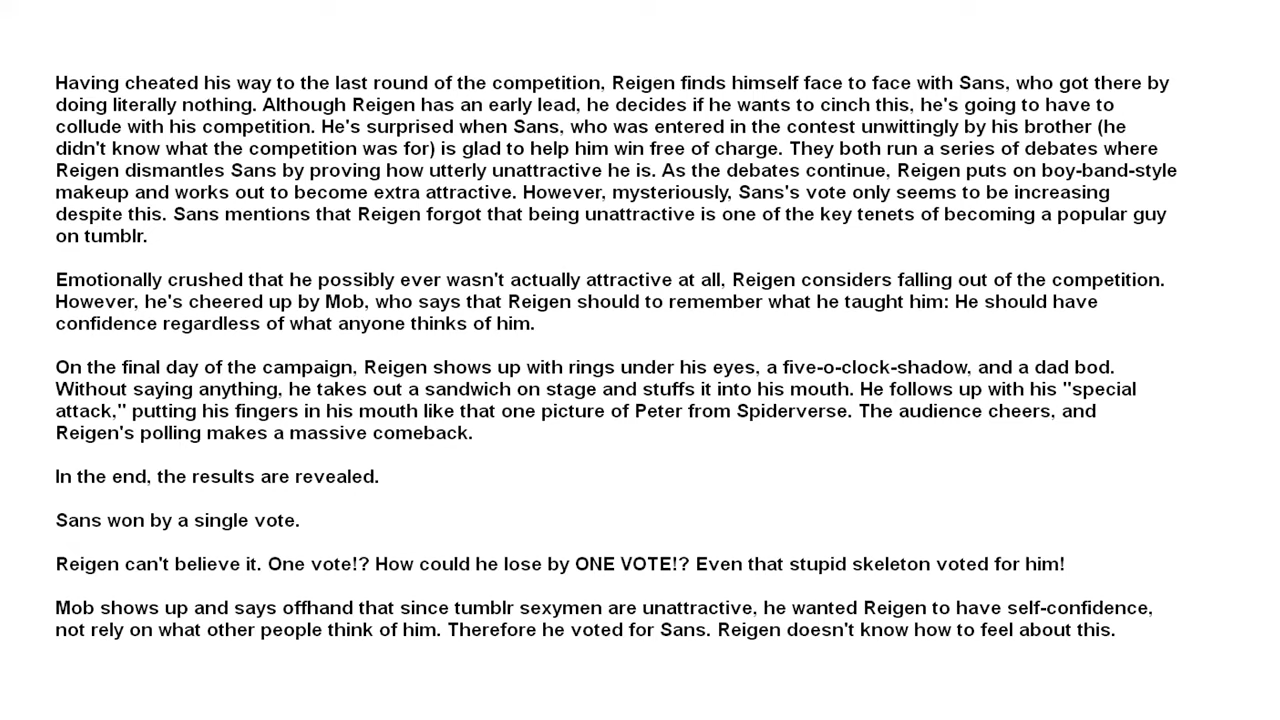 Having cheated his way to the last round of the competition, Reigen finds himself face to face with Sans, who got there by
doing literally nothing. Although Reigen has an early lead, he decides if he wants to cinch this, he's going to have to
collude with his competition. He's surprised when Sans, who was entered in the contest unwittingly by his brother (he
didn't know what the competition was for) is glad to help him win free of charge. They both run a series of debates where
Reigen dismantles Sans by proving how utterly unattractive he is. As the debates continue, Reigen puts on boy-band-style
makeup and works out to become extra attractive. However, mysteriously, Sans's vote only seems to be increasing
despite this. Sans mentions that Reigen forgot that being unattractive is one of the key tenets of becoming a popular guy
on tumblr.
Emotionally crushed that he possibly ever wasn't actually attractive at all, Reigen considers falling out of the competition.
However, he's cheered up by Mob, who says that Reigen should to remember what he taught him: He should have
confidence regardless of what anyone thinks of him.
On the final day of the campaign, Reigen shows up with rings under his eyes, a five-o-clock-shadow, and a dad bod.
Without saying anything, he takes out a sandwich on stage and stuffs it into his mouth. He follows up with his "special
attack," putting his fingers in his mouth like that one picture of Peter from Spiderverse. The audience cheers, and
Reigen's polling makes a massive comeback.
In the end, the results are revealed.
Sans won by a single vote.
Reigen can't believe it. One vote!? How could he lose by ONE VOTE!? Even that stupid skeleton voted for him!
Mob shows up and says offhand that since tumblr sexymen are unattractive, he wanted Reigen to have self-confidence,
not rely on what other people think of him. Therefore he voted for Sans. Reigen doesn't know how to feel about this.